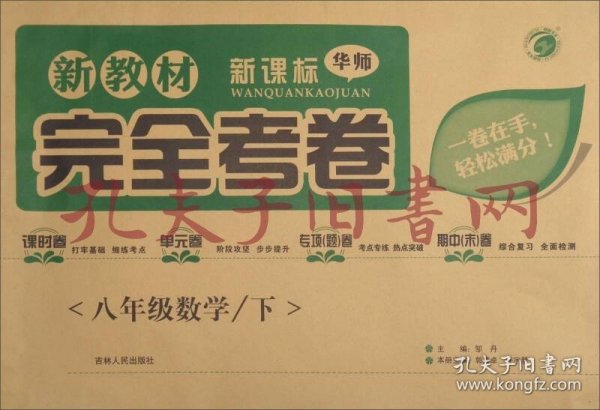 新教材
新课标 华师
WANQUANKAOJUAN
完全考卷
一卷在手，
轻松满分！
孔夫子旧書网
课时卷 打牢基础 细练考点 单元卷 阶段攻坚 步步提升 专项(题)卷 考点专练 热点突破 期中(末)卷 综合复习 全面检测
<八年级数学/下>
吉林人民出版社
主 编：邹 丹
本册
孔夫子旧书网
www.kongfz.com